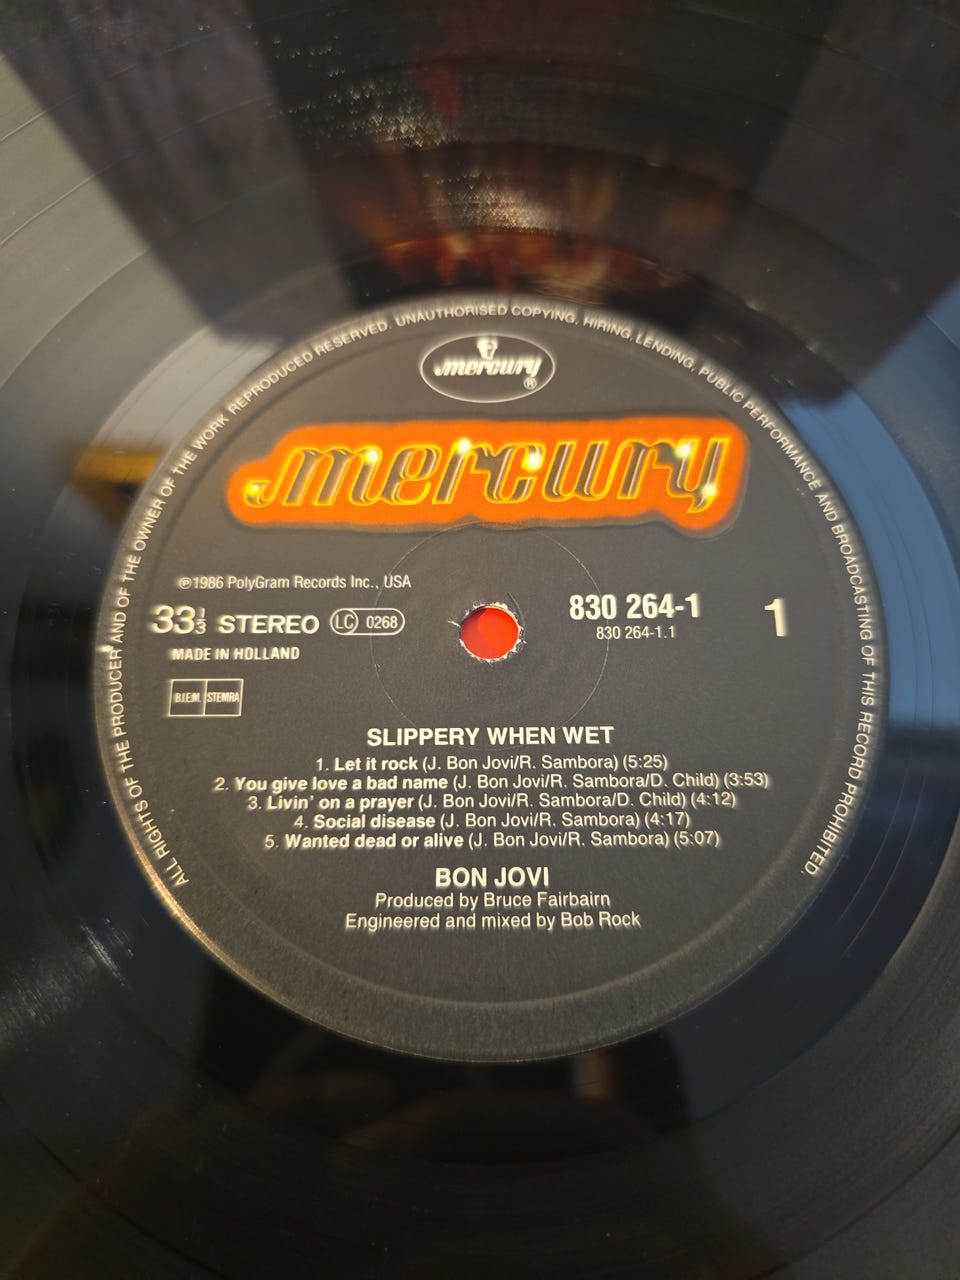 ALL RIGHTS OF THE PRODUCER AND OF THE OWNER OF THE WORK REPRODUCED RESERVED. UNAUTHORISED COPYING, HIRING, LENDING, PUBLIC PERFORMANCE AND BROADCASTING OF THIS RECORD PROHIBITED.
mercury ®
mercury
℗1986 PolyGram Records Inc., USA
33⅓ STEREO LC 0268
MADE IN HOLLAND
B.I.E.M. STEMRA
830 264-1
830 264-1.1
1
SLIPPERY WHEN WET
1. Let it rock (J. Bon Jovi/R. Sambora) (5:25)
2. You give love a bad name (J. Bon Jovi/R. Sambora/D. Child) (3:53)
3. Livin' on a prayer (J. Bon Jovi/R. Sambora/D. Child) (4:12)
4. Social disease (J. Bon Jovi/R. Sambora) (4:17)
5. Wanted dead or alive (J. Bon Jovi/R. Sambora) (5:07)
BON JOVI
Produced by Bruce Fairbairn
Engineered and mixed by Bob Rock